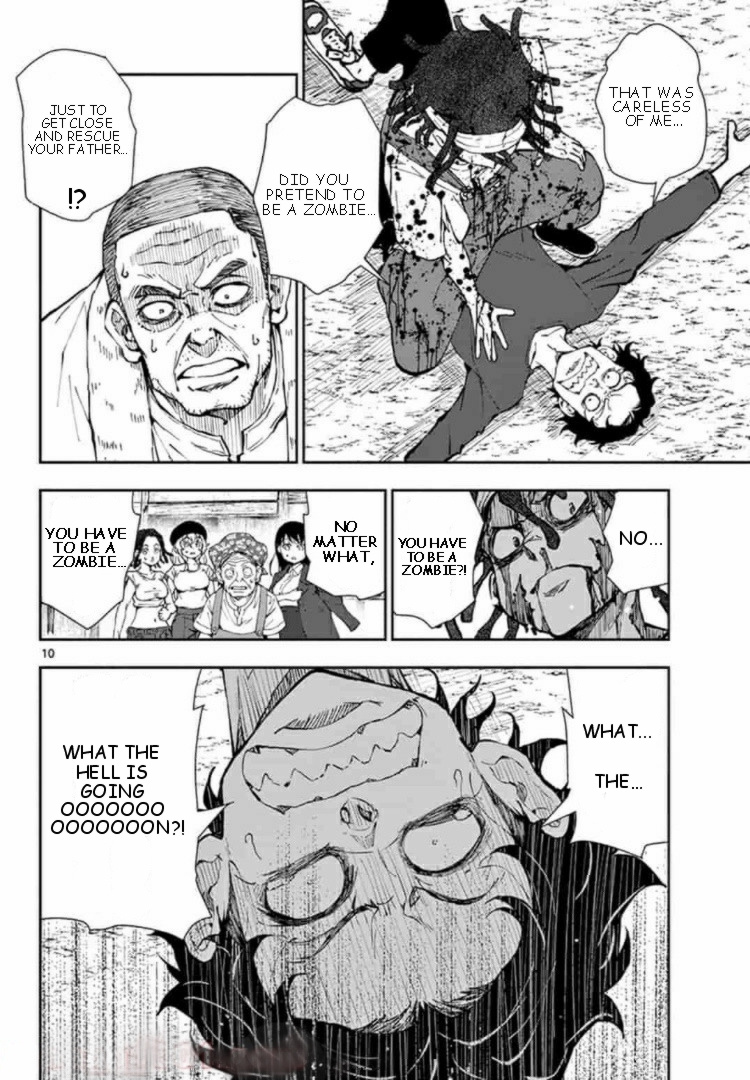 THAT WAS
CARELESS
OF ME...
DID YOU
PRETEND TO
BE A ZOMBIE...
JUST TO
GET CLOSE
AND RESCUE
YOUR FATHER...
!?
NO...
YOU HAVE
TO BE A
ZOMBIE?!
NO
MATTER
WHAT,
YOU HAVE
TO BE A
ZOMBIE...
10
WHAT...
THE...
WHAT THE
HELL IS
GOING
OOOOOOO
OOOOOOON?!